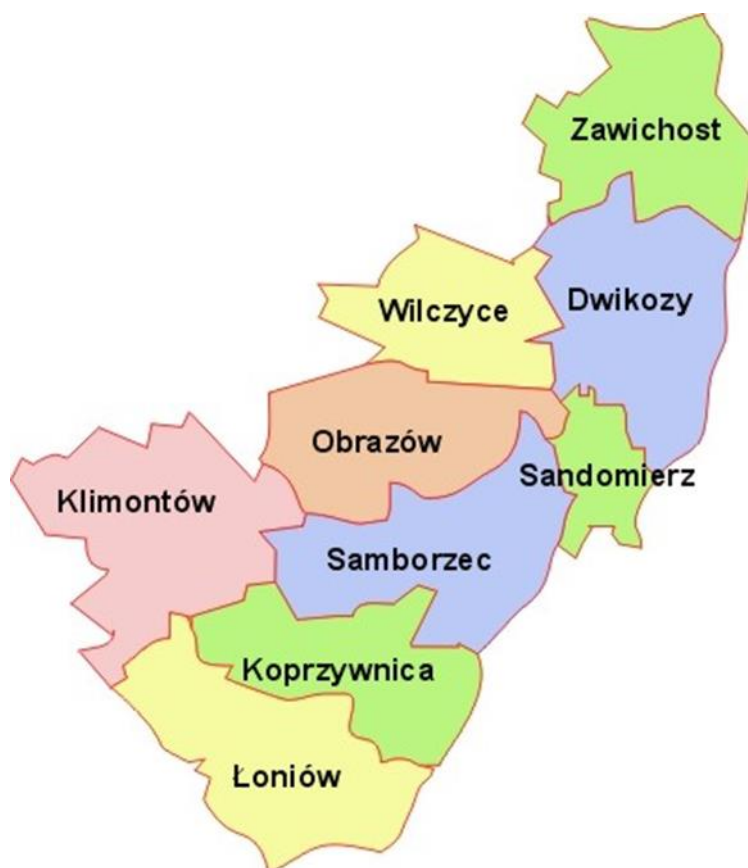 Zawichost
Dwikozy
Wilczyce
Obrazów
Sandomierz
Klimontów
Samborzec
Koprzywnica
Łoniów